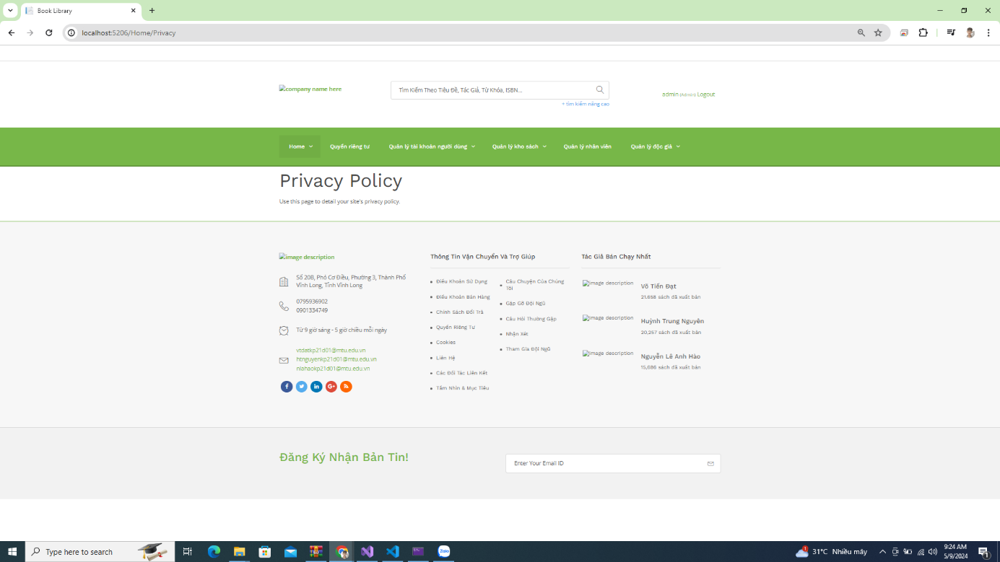 Book Library
localhost:5206/Home/Privacy
company name here
Tìm Kiếm Theo Tiêu Đề, Tác Giả, Từ Khóa, ISBN...
+ tìm kiếm nâng cao
admin (Admin) Logout
Home
Quyền riêng tư
Quản lý tài khoản người dùng
Quản lý kho sách
Quản lý nhân viên
Quản lý độc giả
Privacy Policy
Use this page to detail your site's privacy policy.
image description
Số 20B, Phó Cơ Điều, Phường 3, Thành Phố
Vĩnh Long, Tỉnh Vĩnh Long
0795936902
0901334749
Từ 9 giờ sáng - 5 giờ chiều mỗi ngày
vtdatkp21d01@mtu.edu.vn
htnguyenkp21d01@mtu.edu.vn
nlahaokp21d01@mtu.edu.vn
Thông Tin Vận Chuyển Và Trợ Giúp
Điều Khoản Sử Dụng
Điều Khoản Bán Hàng
Chính Sách Đổi Trả
Quyền Riêng Tư
Cookies
Liên Hệ
Các Đối Tác Liên Kết
Tầm Nhìn & Mục Tiêu
Câu Chuyện Của Chúng
Tôi
Gặp Gỡ Đội Ngũ
Câu Hỏi Thường Gặp
Nhận Xét
Tham Gia Đội Ngũ
Tác Giả Bán Chạy Nhất
image description
Võ Tiến Đạt
21.658 sách đã xuất bản
image description
Huỳnh Trung Nguyên
20,257 sách đã xuất bản
image description
Nguyễn Lê Anh Hào
15,686 sách đã xuất bản
Đăng Ký Nhận Bản Tin!
Enter Your Email ID
Type here to search
Zalo
31°C Nhiều mây
9:24 AM
5/9/2024